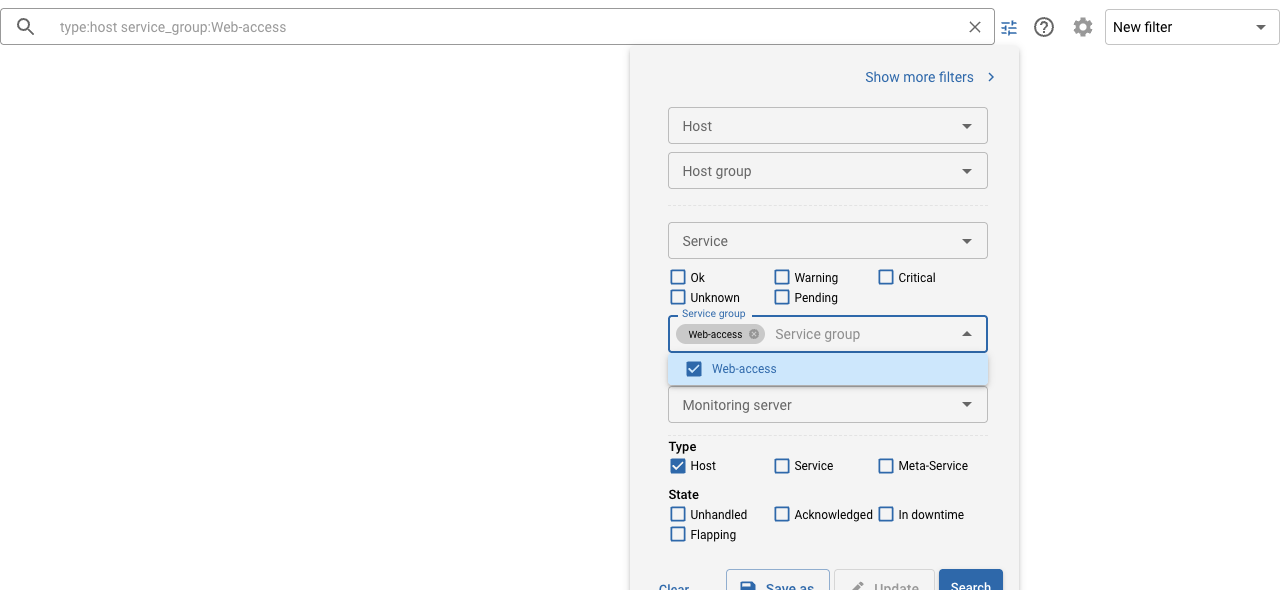 type:host service_group:Web-access
New filter
Show more filters
Host
Host group
Service
Ok Warning Critical
Unknown Pending
Service group
Web-access Service group
Web-access
Monitoring server
Type
Host Service Meta-Service
State
Unhandled Acknowledged In downtime
Flapping
Clear Save as Update Search